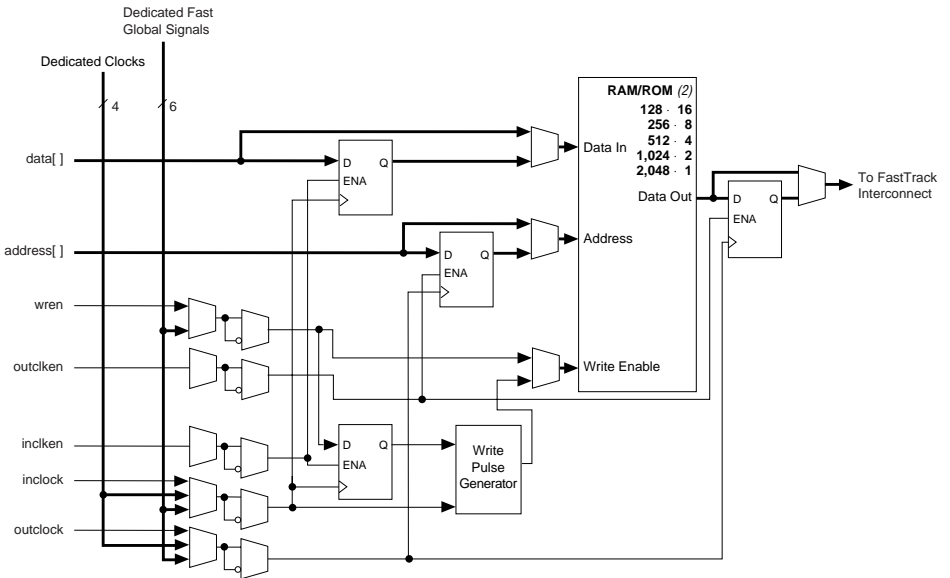 Dedicated Fast
Global Signals
Dedicated Clocks
4
6
RAM/ROM (2)
128 · 16
256 · 8
512 · 4
1,024 · 2
2,048 · 1
data[ ]
D Q
ENA
Data In
Data Out
D Q
ENA
To FastTrack
Interconnect
address[ ]
D Q
ENA
Address
wren
outclken
Write Enable
inclken
D Q
ENA
Write
Pulse
Generator
inclock
outclock